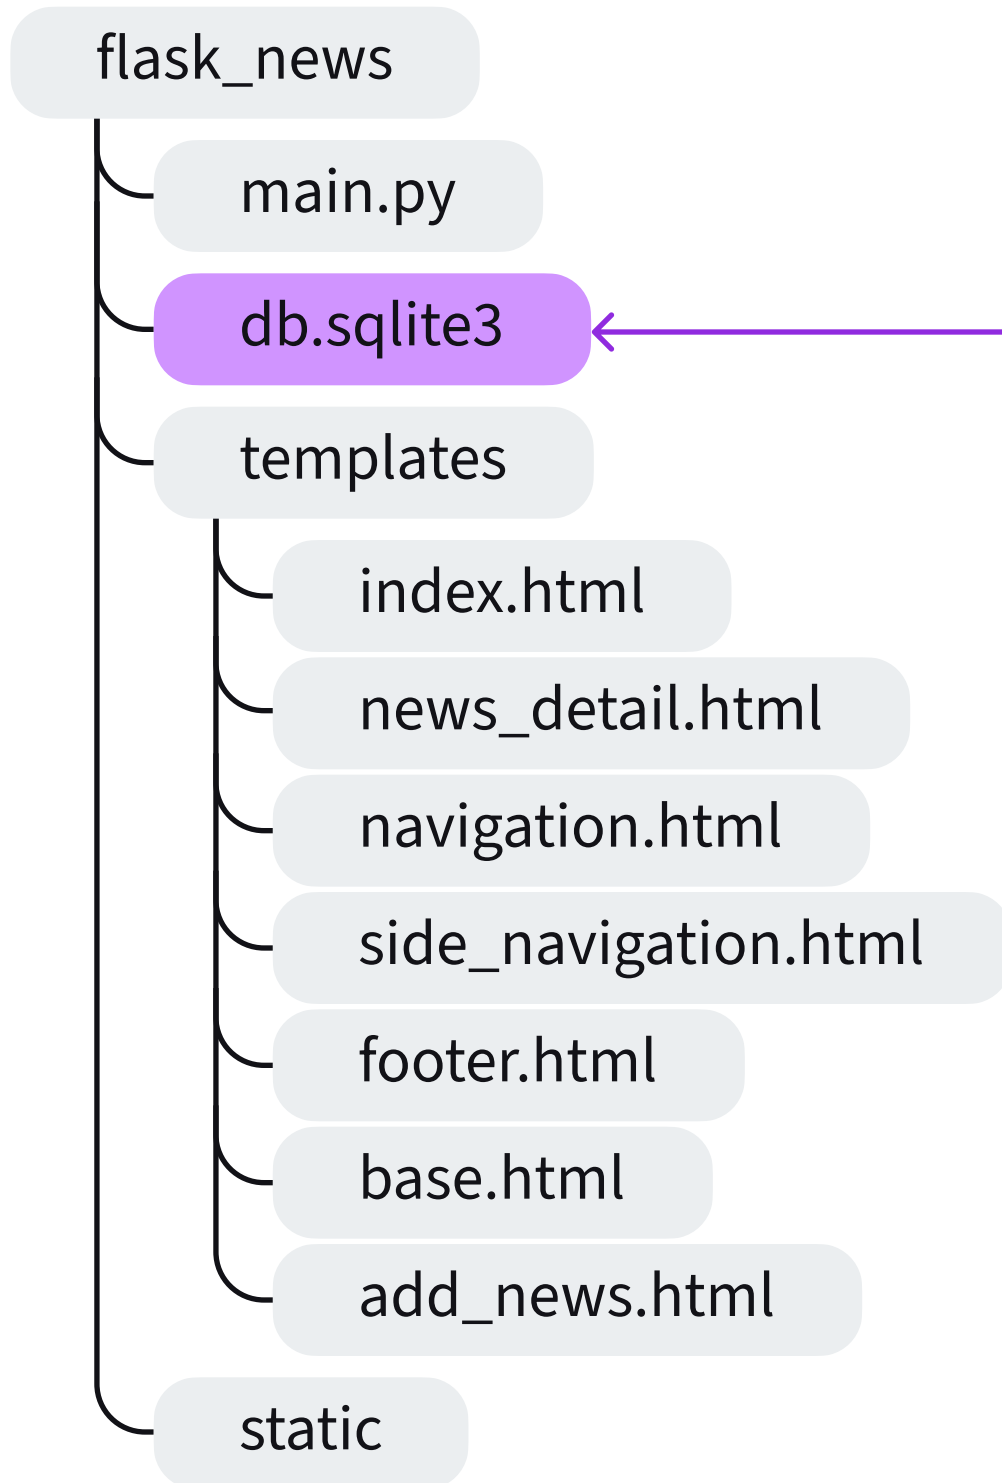 flask_news
main.py
db.sqlite3
templates
index.html
news_detail.html
navigation.html
side_navigation.html
footer.html
base.html
add_news.html
static